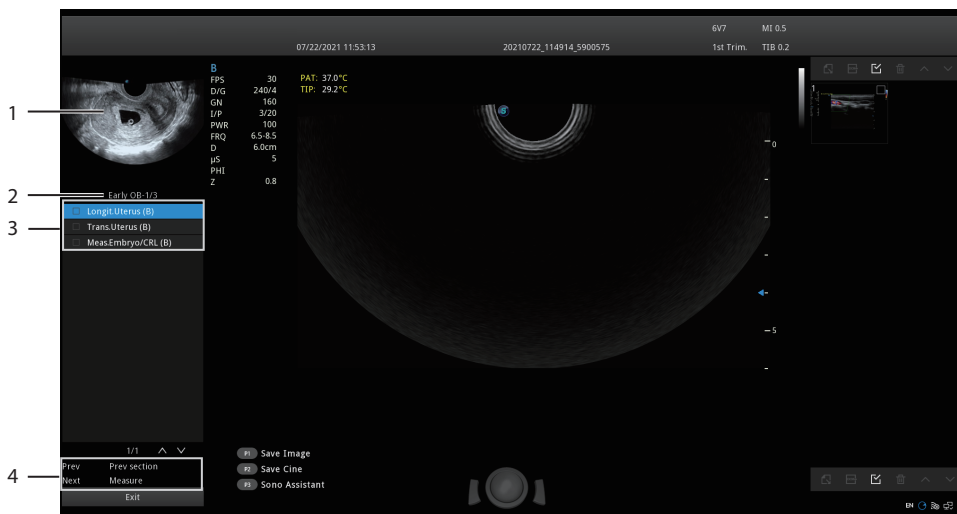 6V7 MI 0.5
07/22/2021 11:53:13 20210722_114914_5900575 1st Trim. TIB 0.2
B
FPS 30
D/G 240/4
GN 160
I/P 3/20
PWR 100
FRQ 6.5-8.5
D 6.0cm
µS 5
PHI
Z 0.8
PAT: 37.0°C
TIP: 29.2°C
1
1
0
2
Early OB-1/3
3
Longit.Uterus (B)
Trans.Uterus (B)
Meas.Embryo/CRL (B)
5
1/1
4
Prev Prev section
Next Measure
Exit
P1 Save Image
P2 Save Cine
P3 Sono Assistant
EN